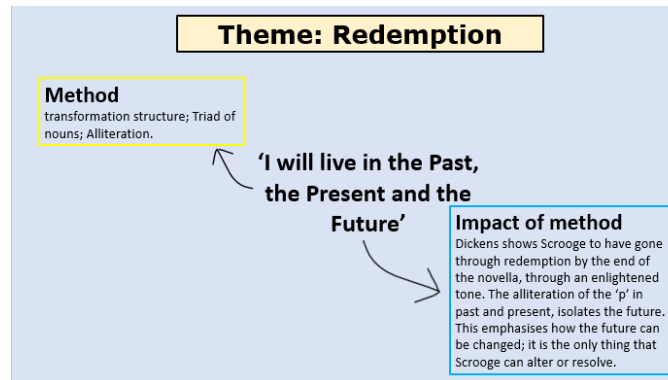 Theme: Redemption
Method
transformation structure; Triad of
nouns; Alliteration.
‘I will live in the Past,
the Present and the
Future’
Impact of method
Dickens shows Scrooge to have gone
through redemption by the end of
the novella, through an enlightened
tone. The alliteration of the ‘p’ in
past and present, isolates the future.
This emphasises how the future can
be changed; it is the only thing that
Scrooge can alter or resolve.